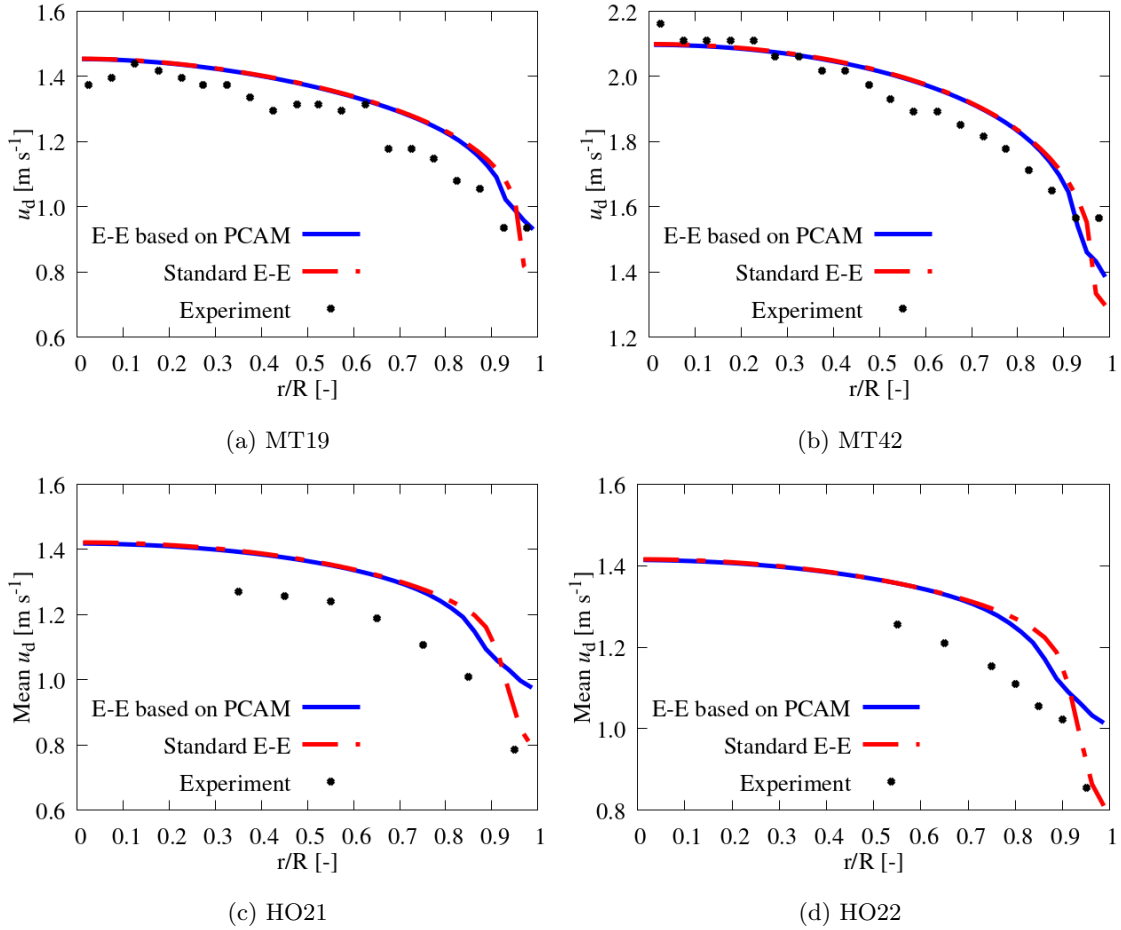 1.6
1.4
1.2
1.0
0.8
0.6
u_d [m s⁻¹]
E-E based on PCAM
Standard E-E
Experiment
0 0.1 0.2 0.3 0.4 0.5 0.6 0.7 0.8 0.9 1
r/R [-]
(a) MT19
2.2
2.0
1.8
1.6
1.4
1.2
u_d [m s⁻¹]
E-E based on PCAM
Standard E-E
Experiment
0 0.1 0.2 0.3 0.4 0.5 0.6 0.7 0.8 0.9 1
r/R [-]
(b) MT42
1.6
1.4
1.2
1.0
0.8
0.6
Mean u_d [m s⁻¹]
E-E based on PCAM
Standard E-E
Experiment
0 0.1 0.2 0.3 0.4 0.5 0.6 0.7 0.8 0.9 1
r/R [-]
(c) HO21
1.6
1.4
1.2
1.0
0.8
Mean u_d [m s⁻¹]
E-E based on PCAM
Standard E-E
Experiment
0 0.1 0.2 0.3 0.4 0.5 0.6 0.7 0.8 0.9 1
r/R [-]
(d) HO22